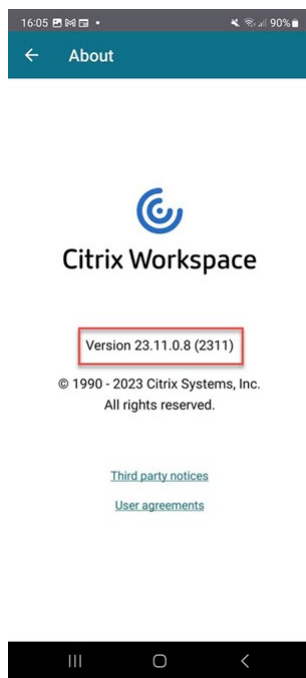 16:05
90%
About
Citrix Workspace
Version 23.11.0.8 (2311)
© 1990 - 2023 Citrix Systems, Inc.
All rights reserved.
Third party notices
User agreements